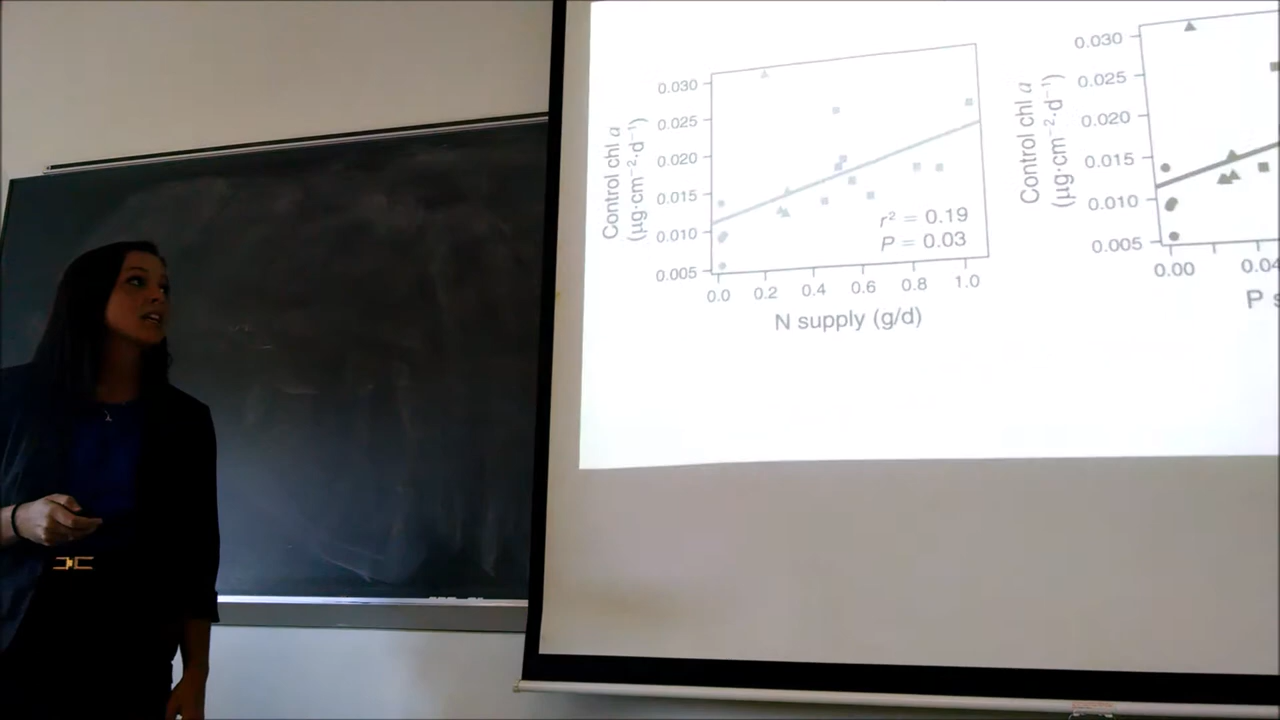 Control chl a
(µg·cm⁻²·d⁻¹)
0.030
0.025
0.020
0.015
0.010
0.005
r² = 0.19
P = 0.03
0.0 0.2 0.4 0.6 0.8 1.0
N supply (g/d)
Control chl a
(µg·cm⁻²·d⁻¹)
0.030
0.025
0.020
0.015
0.010
0.005
0.00 0.04
P s